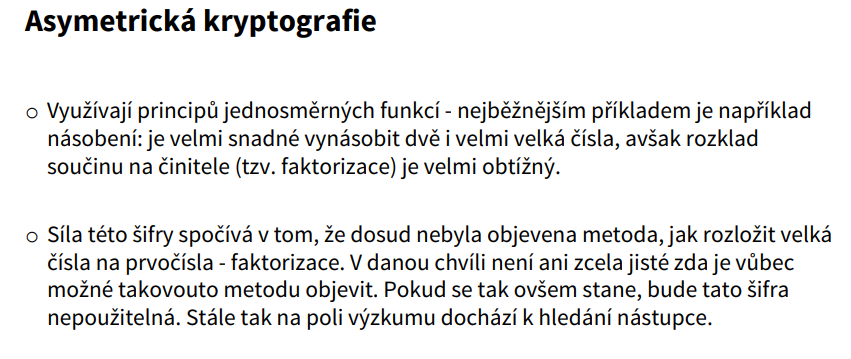 Asymetrická kryptografie
○ Využívají principů jednosměrných funkcí - nejběžnějším příkladem je například
násobení: je velmi snadné vynásobit dvě i velmi velká čísla, avšak rozklad
součinu na činitele (tzv. faktorizace) je velmi obtížný.
○ Síla této šifry spočívá v tom, že dosud nebyla objevena metoda, jak rozložit velká
čísla na prvočísla - faktorizace. V danou chvíli není ani zcela jisté zda je vůbec
možné takovouto metodu objevit. Pokud se tak ovšem stane, bude tato šifra
nepoužitelná. Stále tak na poli výzkumu dochází k hledání nástupce.